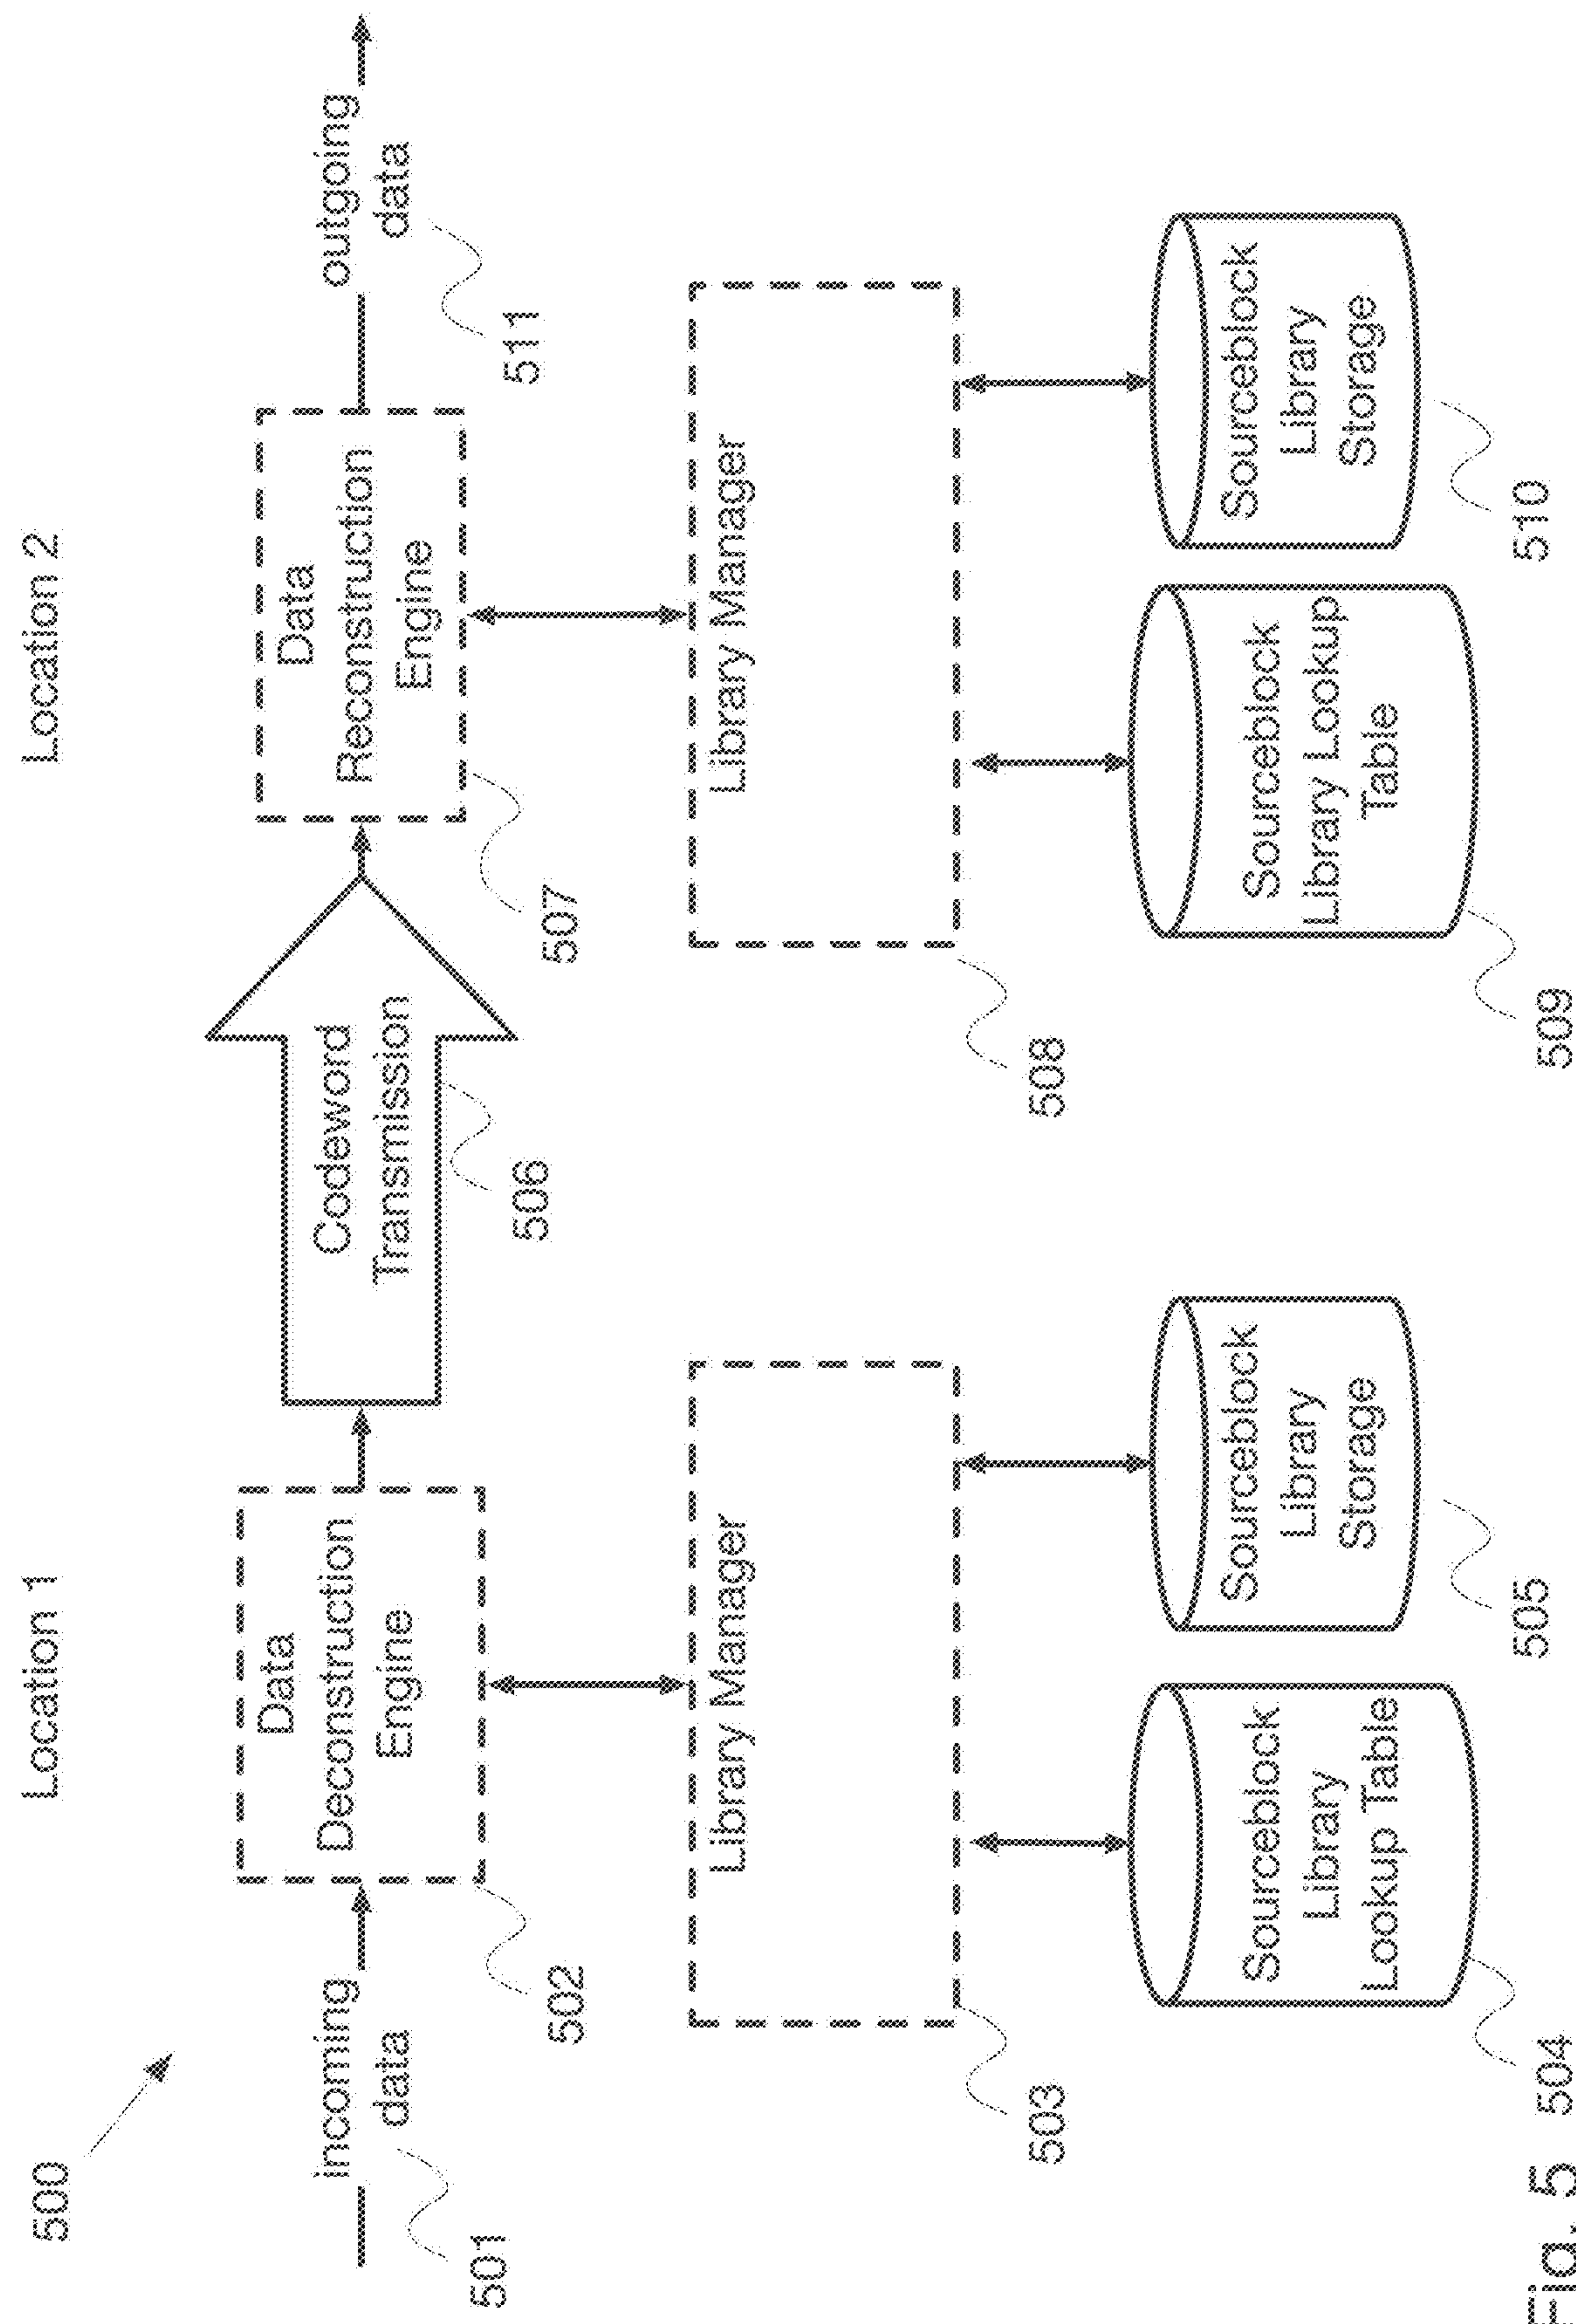 500
Location 1
Location 2
incoming
data
501
Data
Deconstruction
Engine
502
Codeword
Transmission
506
Data
Reconstruction
Engine
507
outgoing
data
511
Library Manager
503
Library Manager
508
Sourceblock
Library
Lookup Table
504
Sourceblock
Library
Storage
505
Sourceblock
Library Lookup
Table
509
Sourceblock
Library
Storage
510
Fig. 5